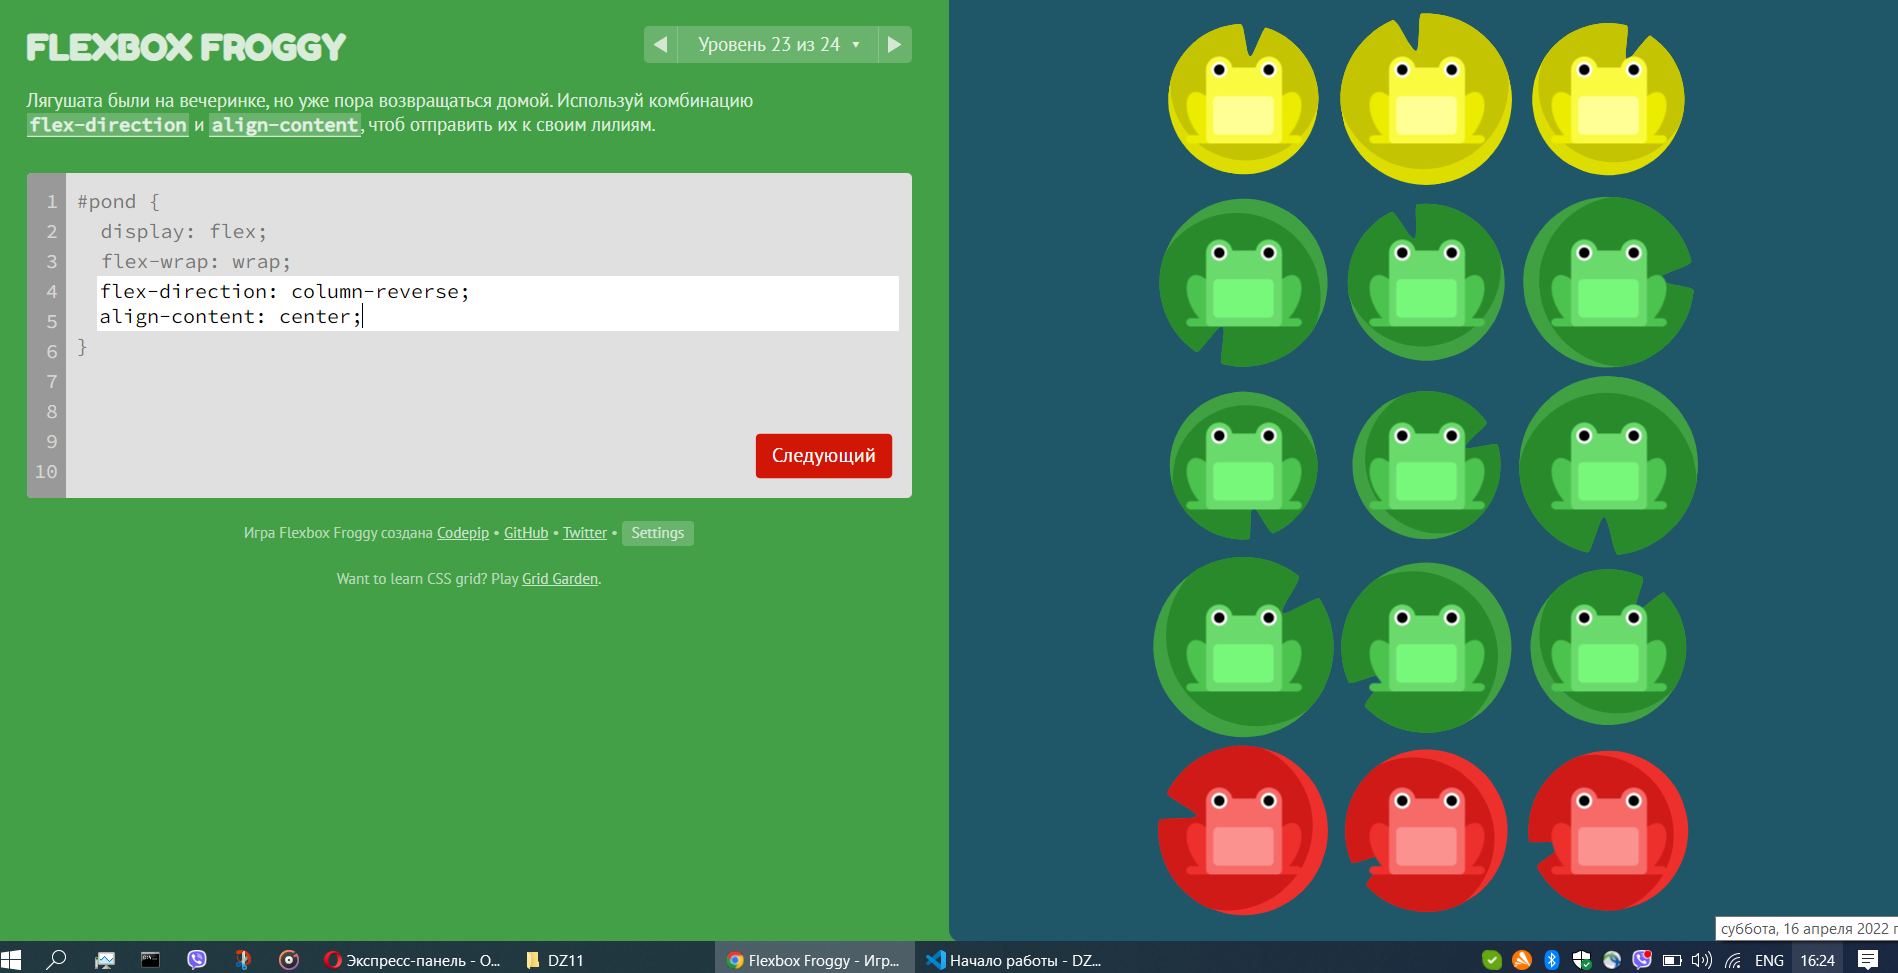 FLEXBOX FROGGY
Уровень 23 из 24
Лягушата были на вечеринке, но уже пора возвращаться домой. Используй комбинацию
flex-direction и align-content, чтоб отправить их к своим лилиям.
1 #pond {
2 display: flex;
3 flex-wrap: wrap;
4 flex-direction: column-reverse;
5 align-content: center;
6 }
7
8
9
10
Следующий
Игра Flexbox Froggy создана Codepip • GitHub • Twitter • Settings
Want to learn CSS grid? Play Grid Garden.
суббота, 16 апреля 2022 г
Экспресс-панель - О...
DZ11
Flexbox Froggy - Игр...
Начало работы - DZ...
ENG
16:24